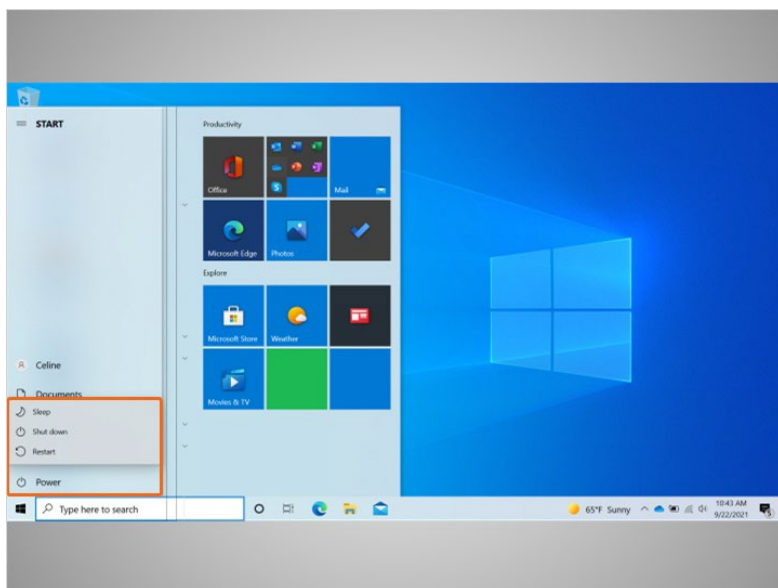 START
Productivity
Office
Mail
Microsoft Edge
Photos
Explore
Microsoft Store
Weather
Movies & TV
Celine
Documents
Sleep
Shut down
Restart
Power
Type here to search
65°F Sunny
10:43 AM
9/22/2021